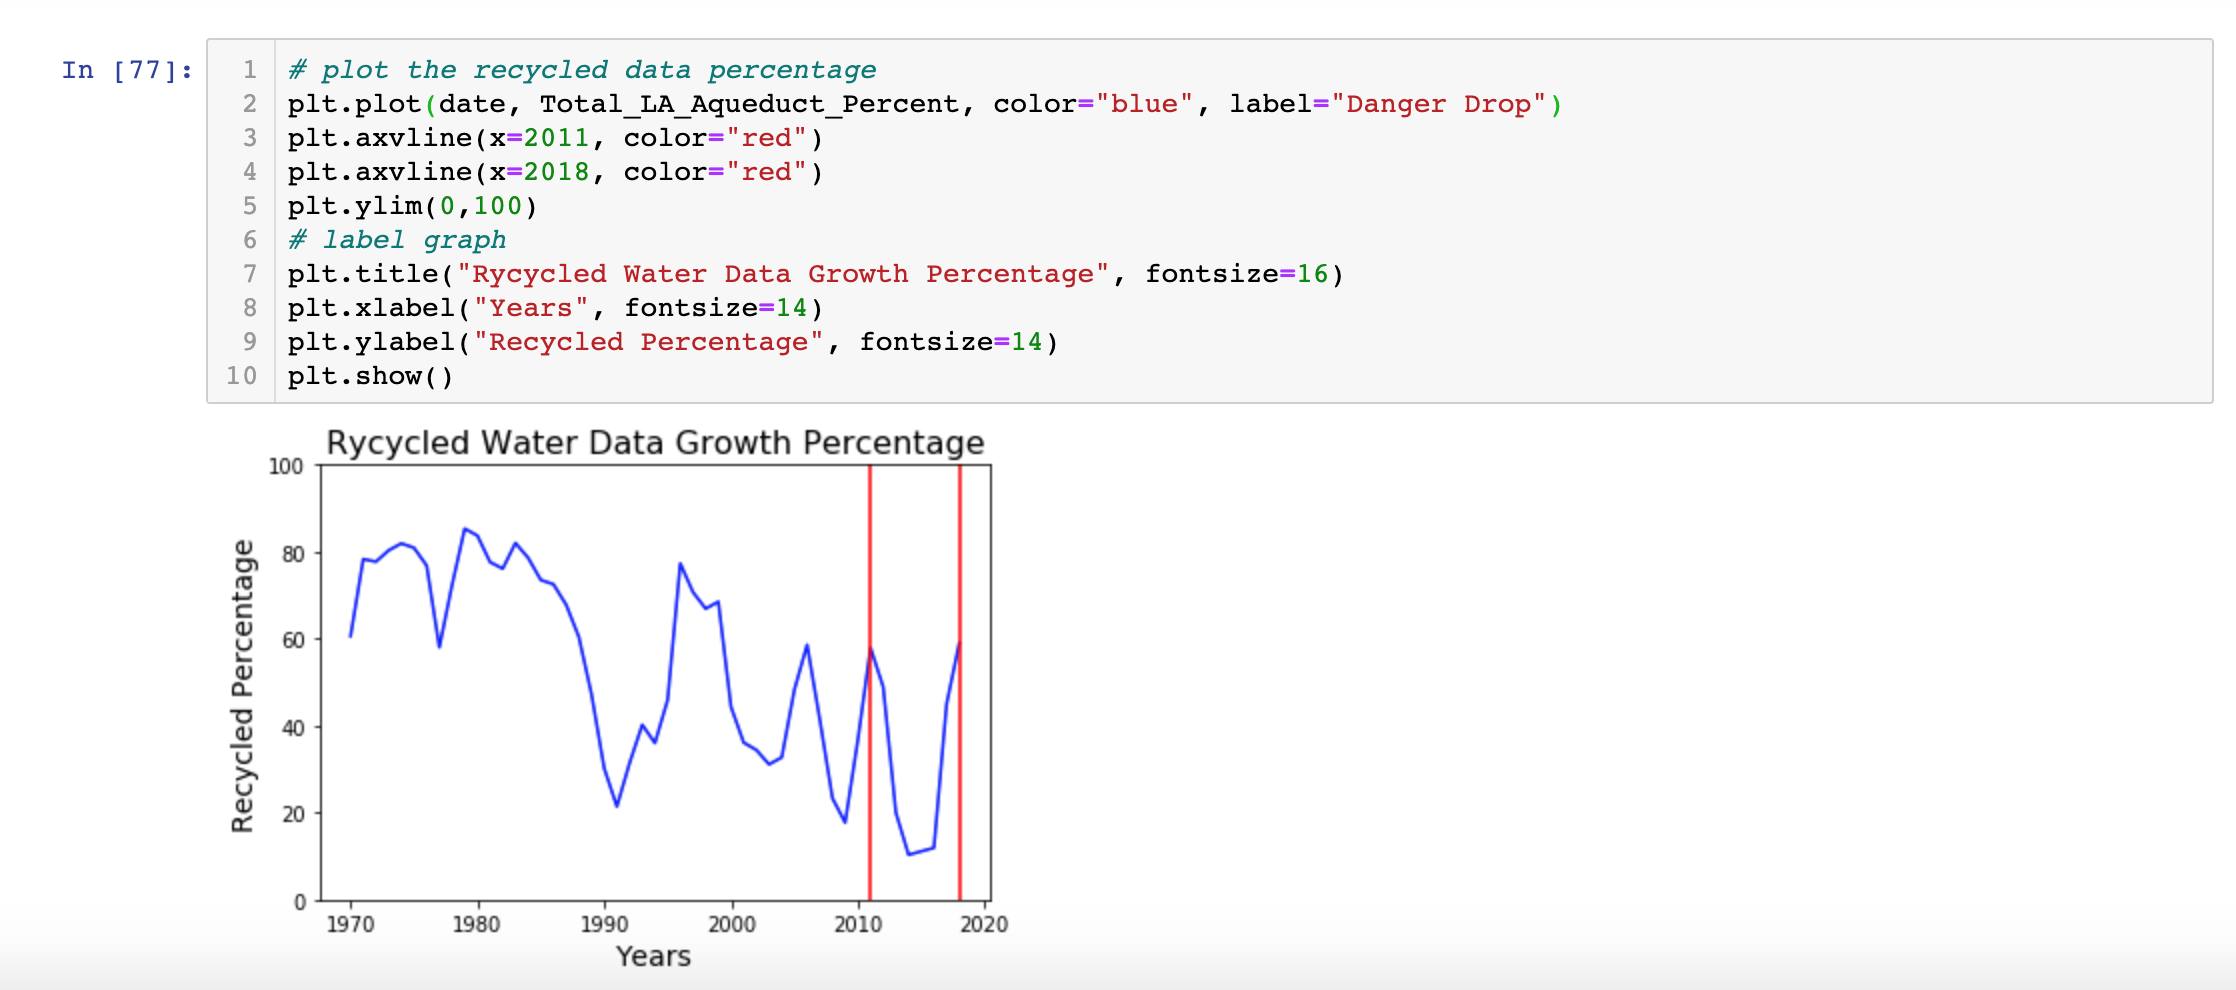 In [77]:
1 # plot the recycled data percentage
2 plt.plot(date, Total_LA_Aqueduct_Percent, color="blue", label="Danger Drop")
3 plt.axvline(x=2011, color="red")
4 plt.axvline(x=2018, color="red")
5 plt.ylim(0,100)
6 # label graph
7 plt.title("Rycycled Water Data Growth Percentage", fontsize=16)
8 plt.xlabel("Years", fontsize=14)
9 plt.ylabel("Recycled Percentage", fontsize=14)
10 plt.show()
Rycycled Water Data Growth Percentage
Recycled Percentage
100
80
60
40
20
0
1970 1980 1990 2000 2010 2020
Years